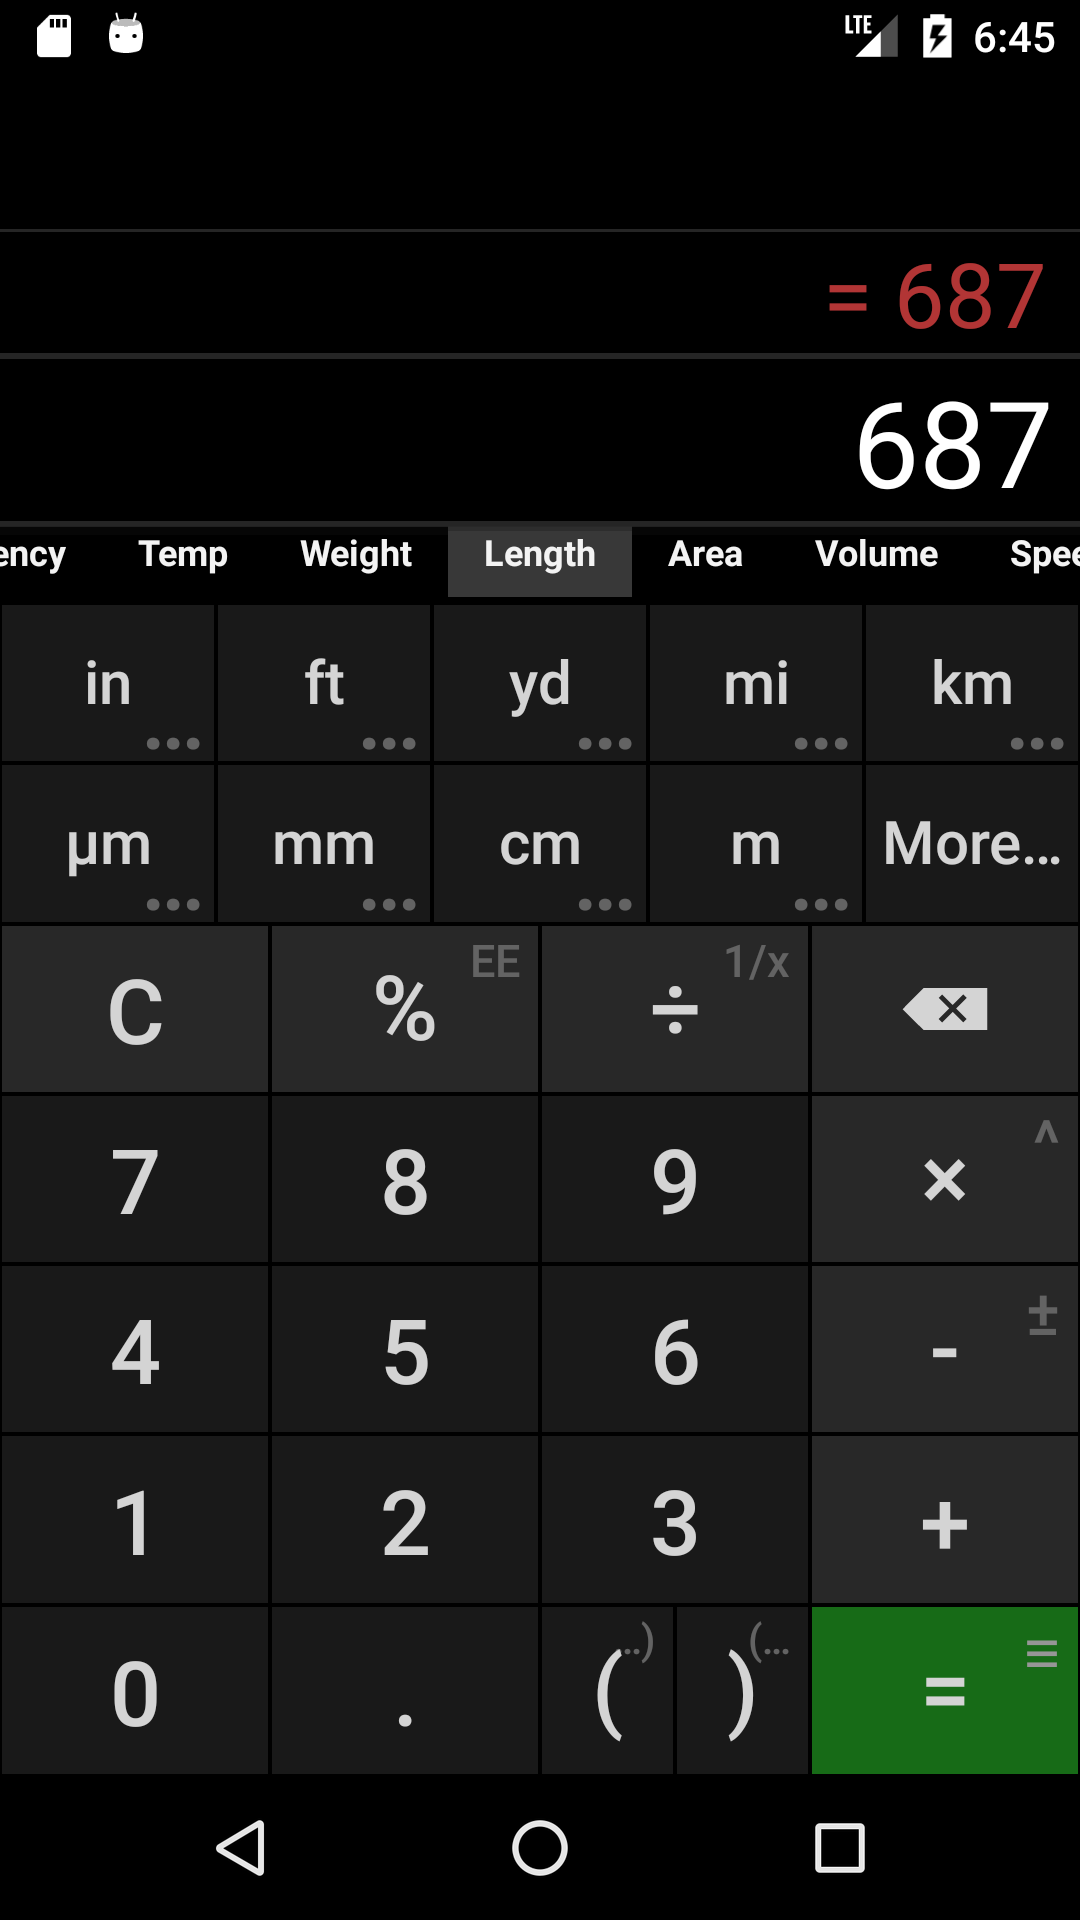 LTE 6:45
= 687
687
ency Temp Weight Length Area Volume Spee
in ft yd mi km
µm mm cm m More...
C % EE ÷ 1/x
7 8 9 × ^
4 5 6 - ±
1 2 3 +
0 . ( ..) ) (... =